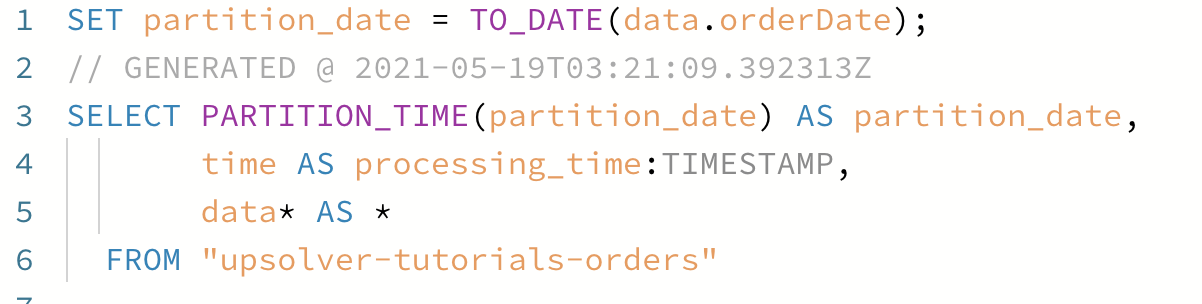 1 SET partition_date = TO_DATE(data.orderDate);
2 // GENERATED @ 2021-05-19T03:21:09.392313Z
3 SELECT PARTITION_TIME(partition_date) AS partition_date,
4 time AS processing_time:TIMESTAMP,
5 data* AS *
6 FROM "upsolver-tutorials-orders"